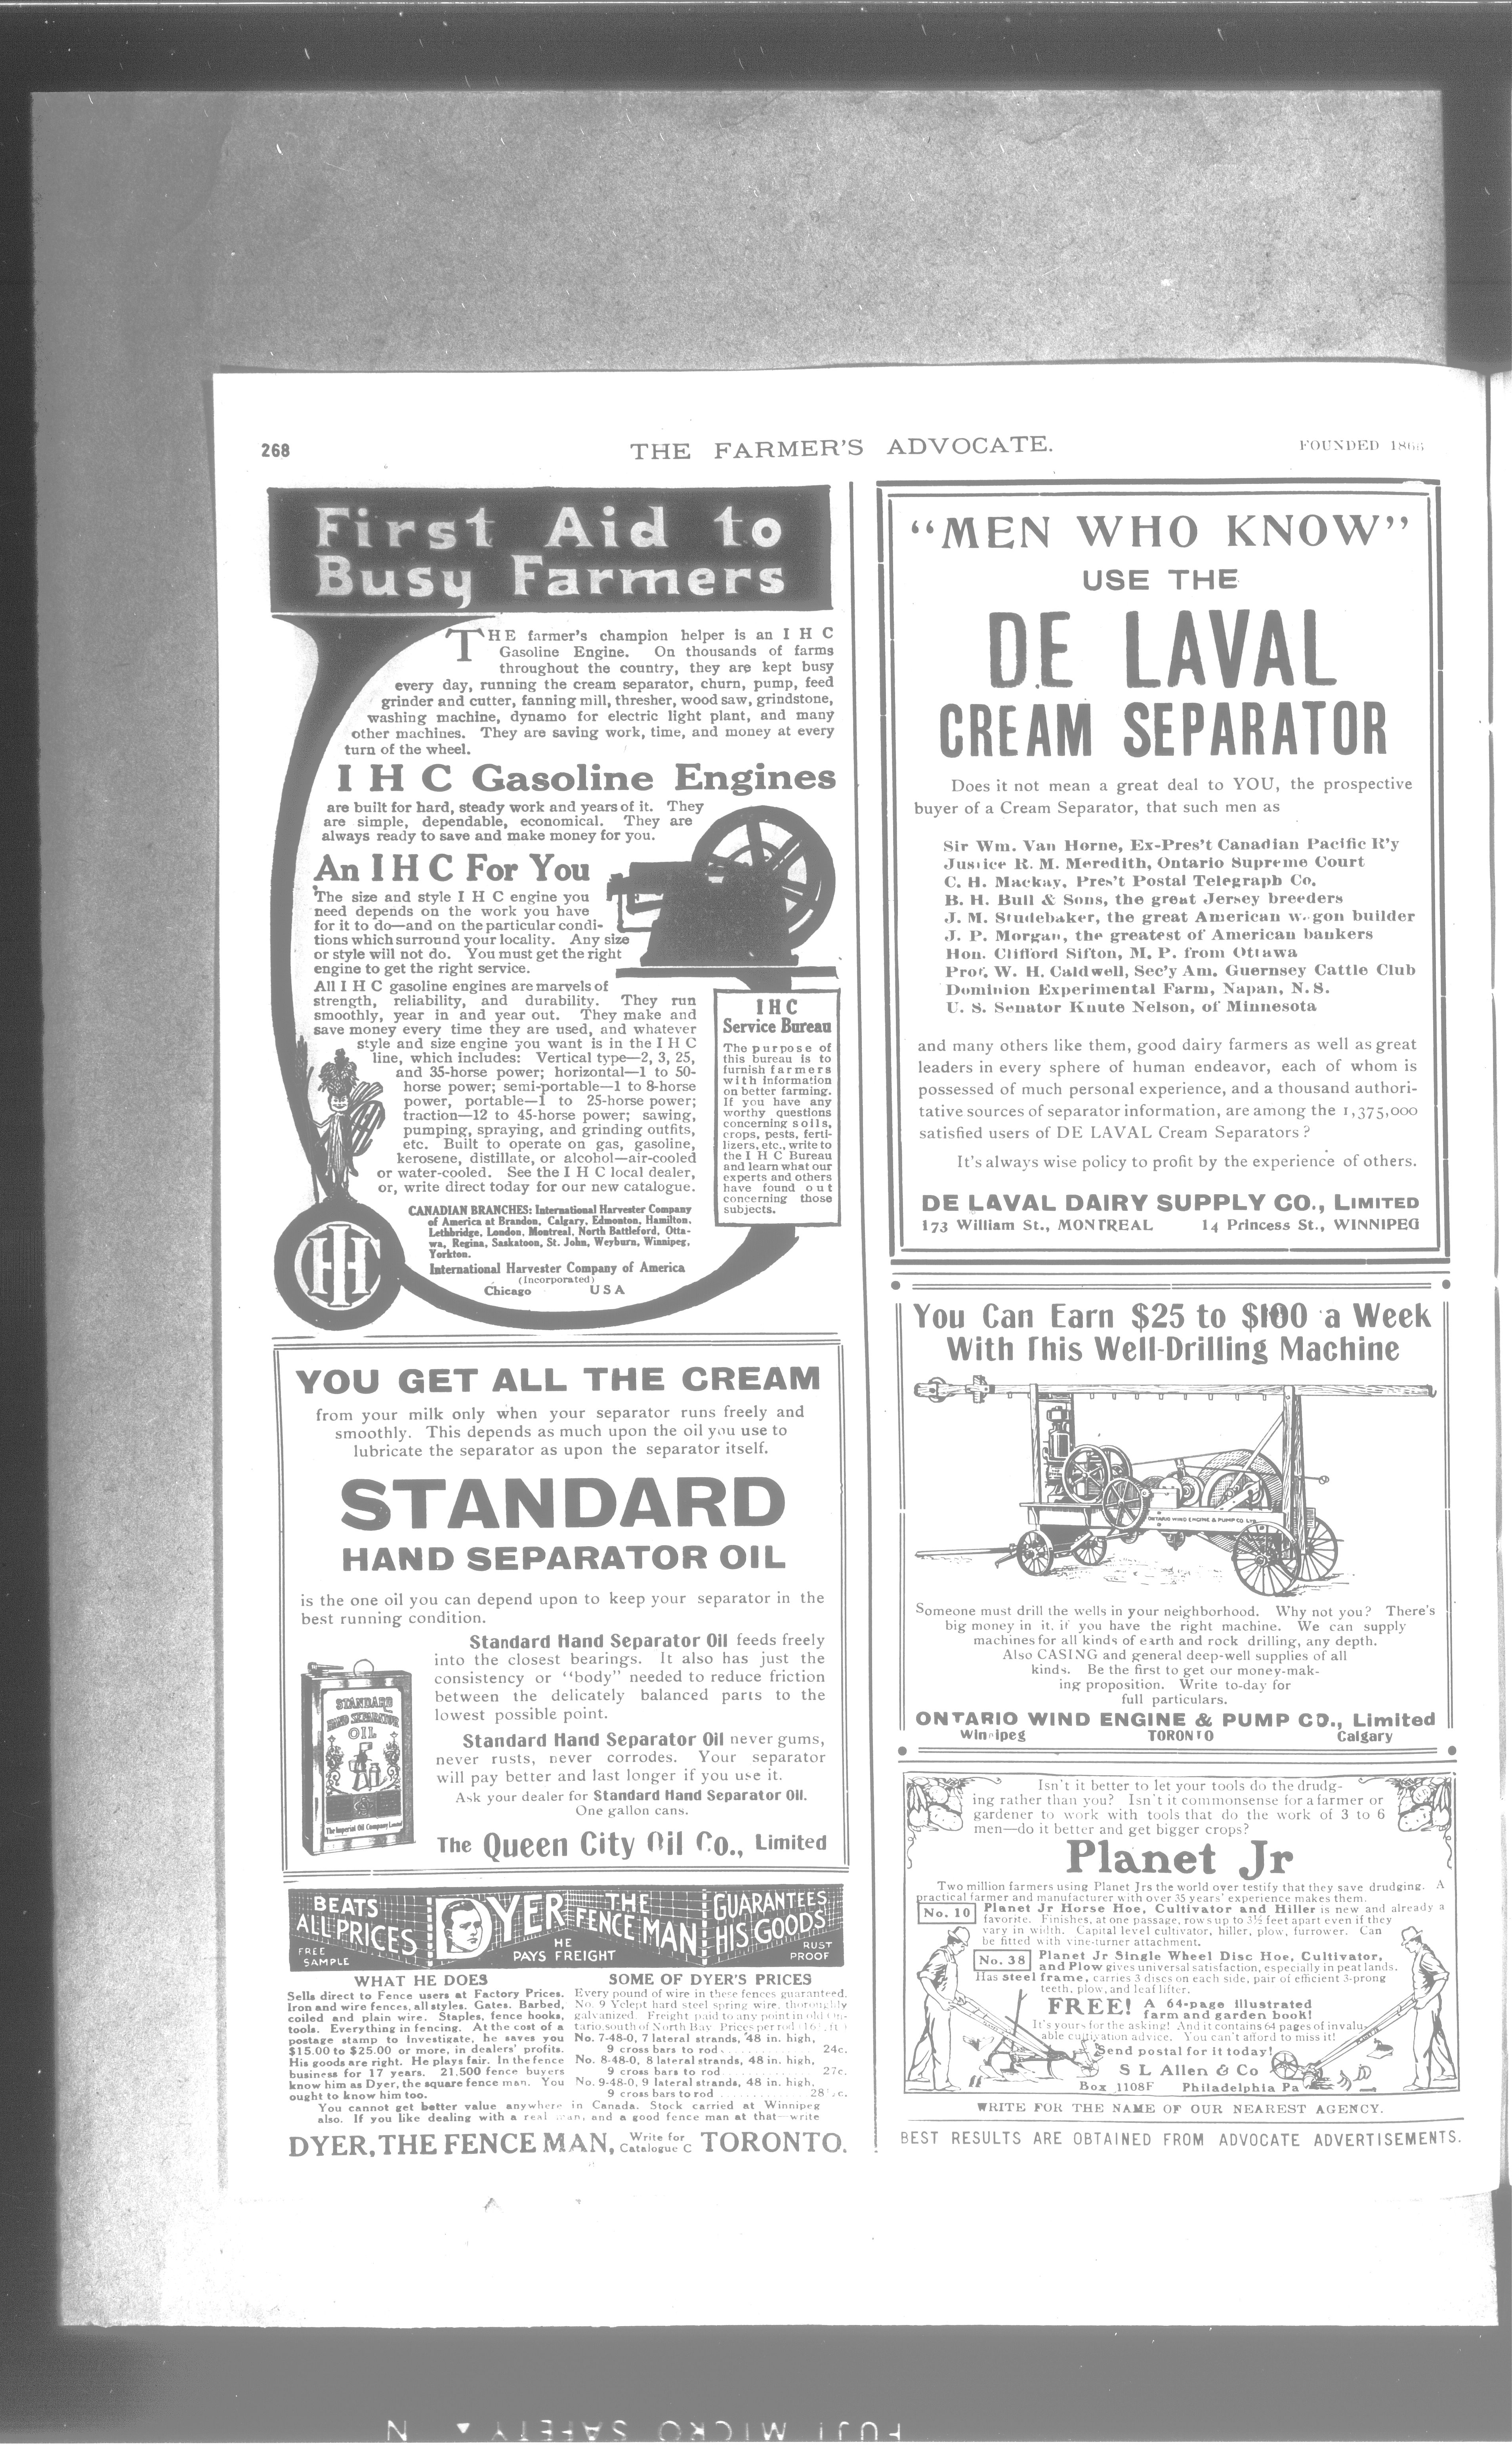 268
THE FARMER'S ADVOCATE.
FOUNDED 1866
First Aid to
Busy Farmers
THE farmer's champion helper is an I H C
Gasoline Engine. On thousands of farms
throughout the country, they are kept busy
every day, running the cream separator, churn, pump, feed
grinder and cutter, fanning mill, thresher, wood saw, grindstone,
washing machine, dynamo for electric light plant, and many
other machines. They are saving work, time, and money at every
turn of the wheel.
I H C Gasoline Engines
are built for hard, steady work and years of it. They
are simple, dependable, economical. They are
always ready to save and make money for you.
An I H C For You
The size and style I H C engine you
need depends on the work you have
for it to do—and on the particular condi-
tions which surround your locality. Any size
or style will not do. You must get the right
engine to get the right service.
All I H C gasoline engines are marvels of
strength, reliability, and durability. They run
smoothly, year in and year out. They make and
save money every time they are used, and whatever
style and size engine you want is in the I H C
line, which includes: Vertical type—2, 3, 25,
and 35-horse power; horizontal—1 to 50-
horse power; semi-portable—1 to 8-horse
power, portable—1 to 25-horse power;
traction—12 to 45-horse power; sawing,
pumping, spraying, and grinding outfits,
etc. Built to operate on gas, gasoline,
kerosene, distillate, or alcohol—air-cooled
or water-cooled. See the I H C local dealer,
or, write direct today for our new catalogue.
CANADIAN BRANCHES: International Harvester Company
of America at Brandon, Calgary, Edmonton, Hamilton,
Lethbridge, London, Montreal, North Battleford, Otta-
wa, Regina, Saskatoon, St. John, Weyburn, Winnipeg,
Yorkton.
International Harvester Company of America
(Incorporated)
Chicago U S A
IHC
I H C
Service Bureau
The purpose of
this bureau is to
furnish farmers
with information
on better farming.
If you have any
worthy questions
concerning soils,
crops, pests, ferti-
lizers, etc., write to
the I H C Bureau
and learn what our
experts and others
have found out
concerning those
subjects.
YOU GET ALL THE CREAM
from your milk only when your separator runs freely and
smoothly. This depends as much upon the oil you use to
lubricate the separator as upon the separator itself.
STANDARD
HAND SEPARATOR OIL
is the one oil you can depend upon to keep your separator in the
best running condition.
Standard Hand Separator Oil feeds freely
into the closest bearings. It also has just the
consistency or "body" needed to reduce friction
between the delicately balanced parts to the
lowest possible point.
Standard Hand Separator Oil never gums,
never rusts, never corrodes. Your separator
will pay better and last longer if you use it.
Ask your dealer for Standard Hand Separator Oil.
One gallon cans.
The Queen City Oil Co., Limited
STANDARD
HAND SEPARATOR
OIL
The Imperial Oil Company Limited
BEATS
ALL PRICES
FREE
SAMPLE
DYER THE
FENCE MAN
HE
PAYS FREIGHT
GUARANTEES
HIS GOODS
RUST
PROOF
WHAT HE DOES
Sells direct to Fence users at Factory Prices.
Iron and wire fences, all styles. Gates. Barbed,
coiled and plain wire. Staples, fence hooks,
tools. Everything in fencing. At the cost of a
postage stamp to investigate, he saves you
$15.00 to $25.00 or more, in dealers' profits.
His goods are right. He plays fair. In the fence
business for 17 years. 21,500 fence buyers
know him as Dyer, the square fence man. You
ought to know him too.
SOME OF DYER'S PRICES
Every pound of wire in these fences guaranteed.
No. 9 Yclept hard steel spring wire, thoroughly
galvanized. Freight paid to any point in old On-
tario, south of North Bay Prices per rod (16½ ft.)
No. 7-48-0, 7 lateral strands, 48 in. high,
9 cross bars to rod 24c.
No. 8-48-0, 8 lateral strands, 48 in. high,
9 cross bars to rod 27c.
No. 9-48-0, 9 lateral strands, 48 in. high,
9 cross bars to rod 28½c.
You cannot get better value anywhere in Canada. Stock carried at Winnipeg
also. If you like dealing with a real man, and a good fence man at that—write
DYER, THE FENCE MAN, Write for Catalogue C TORONTO.
"MEN WHO KNOW"
USE THE
DE LAVAL
CREAM SEPARATOR
Does it not mean a great deal to YOU, the prospective
buyer of a Cream Separator, that such men as
Sir Wm. Van Horne, Ex-Pres't Canadian Pacific R'y
Justice R. M. Meredith, Ontario Supreme Court
C. H. Mackay, Pres't Postal Telegraph Co.
B. H. Bull & Sons, the great Jersey breeders
J. M. Studebaker, the great American wagon builder
J. P. Morgan, the greatest of American bankers
Hon. Clifford Sifton, M. P. from Ottawa
Prof. W. H. Caldwell, Sec'y Am. Guernsey Cattle Club
Dominion Experimental Farm, Napan, N. S.
U. S. Senator Knute Nelson, of Minnesota
and many others like them, good dairy farmers as well as great
leaders in every sphere of human endeavor, each of whom is
possessed of much personal experience, and a thousand authori-
tative sources of separator information, are among the 1,375,000
satisfied users of DE LAVAL Cream Separators?
It's always wise policy to profit by the experience of others.
DE LAVAL DAIRY SUPPLY CO., LIMITED
173 William St., MONTREAL 14 Princess St., WINNIPEG
You Can Earn $25 to $100 a Week
With This Well-Drilling Machine
ONTARIO WIND ENGINE & PUMP CO LTD.
Someone must drill the wells in your neighborhood. Why not you? There's
big money in it, if you have the right machine. We can supply
machines for all kinds of earth and rock drilling, any depth.
Also CASING and general deep-well supplies of all
kinds. Be the first to get our money-mak-
ing proposition. Write to-day for
full particulars.
ONTARIO WIND ENGINE & PUMP CO., Limited
Winnipeg TORONTO Calgary
Isn't it better to let your tools do the drudg-
ing rather than you? Isn't it commonsense for a farmer or
gardener to work with tools that do the work of 3 to 6
men—do it better and get bigger crops?
Planet Jr
Two million farmers using Planet Jrs the world over testify that they save drudging. A
practical farmer and manufacturer with over 35 years' experience makes them.
No. 10 Planet Jr Horse Hoe, Cultivator and Hiller is new and already a
favorite. Finishes, at one passage, rows up to 3½ feet apart even if they
vary in width. Capital level cultivator, hiller, plow, furrower. Can
be fitted with vine-turner attachment.
No. 38 Planet Jr Single Wheel Disc Hoe, Cultivator,
and Plow gives universal satisfaction, especially in peat lands.
Has steel frame, carries 3 discs on each side, pair of efficient 3-prong
teeth, plow, and leaf lifter.
FREE! A 64-page illustrated
farm and garden book!
It's yours for the asking! And it contains 64 pages of invalu-
able cultivation advice. You can't afford to miss it!
Send postal for it today!
S L Allen & Co
Box 1108F Philadelphia Pa
WRITE FOR THE NAME OF OUR NEAREST AGENCY.
BEST RESULTS ARE OBTAINED FROM ADVOCATE ADVERTISEMENTS.
FUJI MICRO SAFETY ▲ N